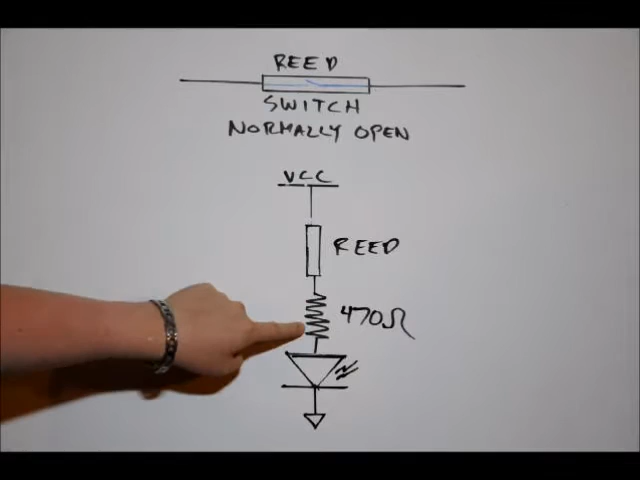 REED
SWITCH
NORMALLY OPEN
VCC
REED
470Ω